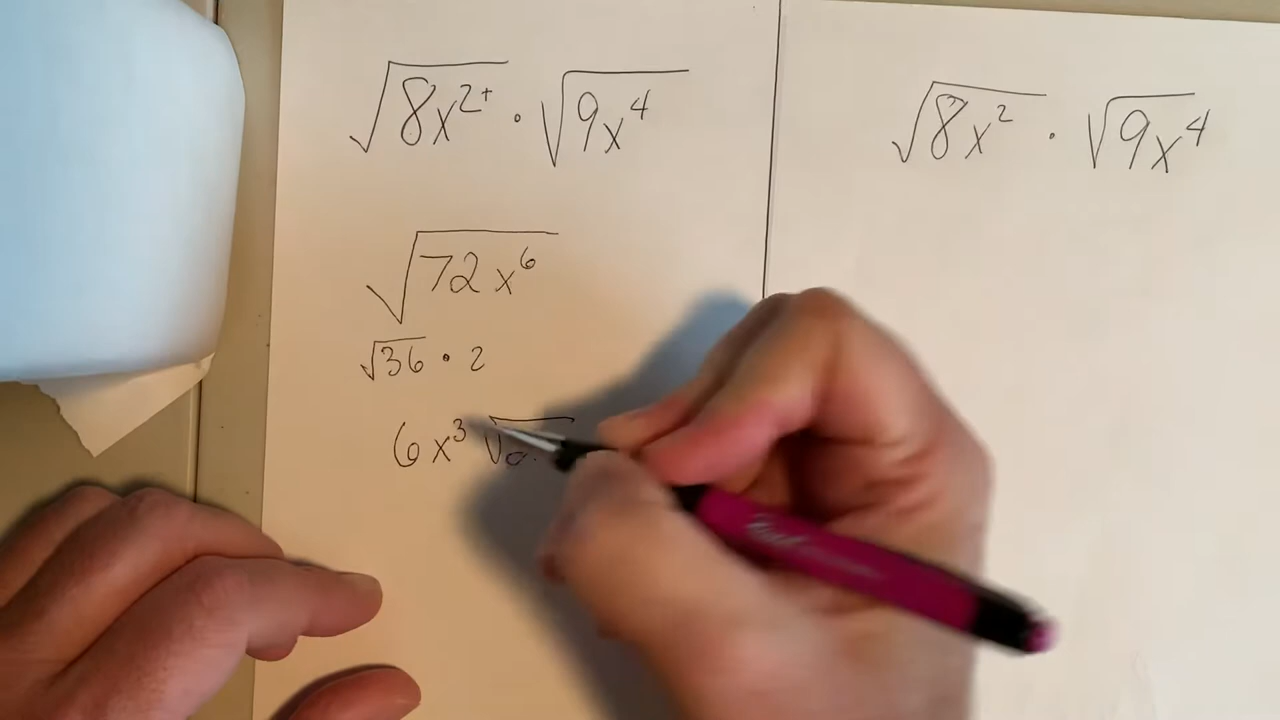 √8x²⁺ · √9x⁴
√72x⁶
√36 · 2
6x³√
√8x² · √9x⁴